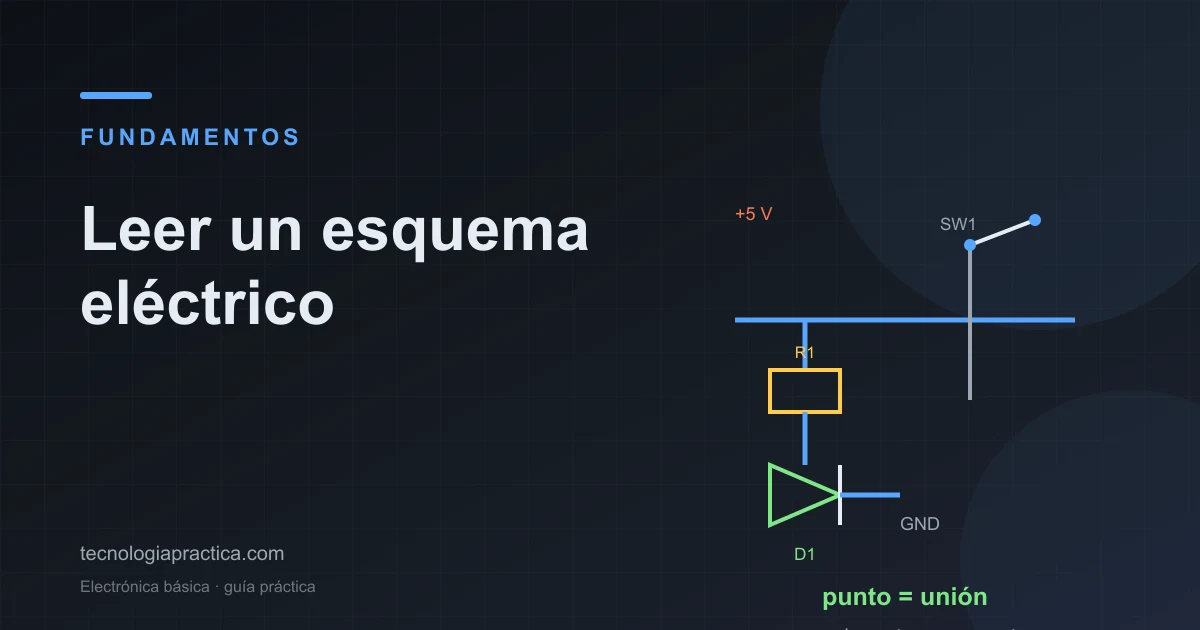 FUNDAMENTOS
Leer un esquema
eléctrico
+5 V
SW1
R1
GND
D1
tecnologiapractica.com
punto = unión
Electrónica básica · guía práctica